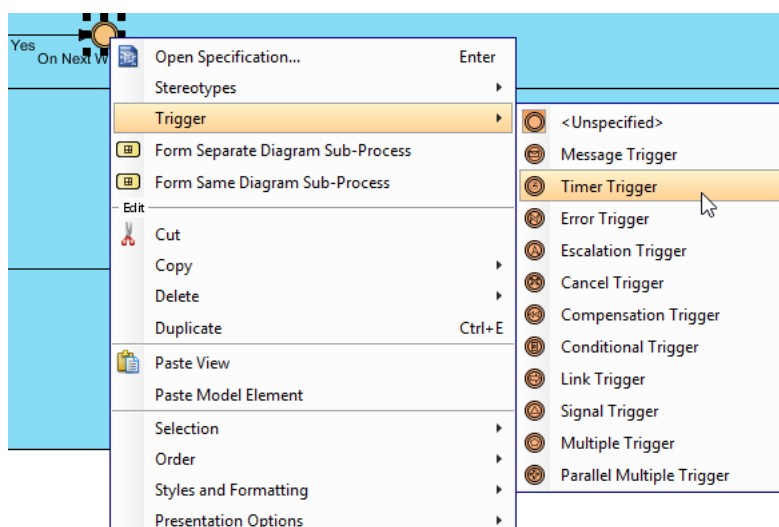 Yes
On Next W
Open Specification... Enter
Stereotypes
Trigger
Form Separate Diagram Sub-Process
Form Same Diagram Sub-Process
Edit
Cut
Copy
Delete
Duplicate Ctrl+E
Paste View
Paste Model Element
Selection
Order
Styles and Formatting
Presentation Options
<Unspecified>
Message Trigger
Timer Trigger
Error Trigger
Escalation Trigger
Cancel Trigger
Compensation Trigger
Conditional Trigger
Link Trigger
Signal Trigger
Multiple Trigger
Parallel Multiple Trigger